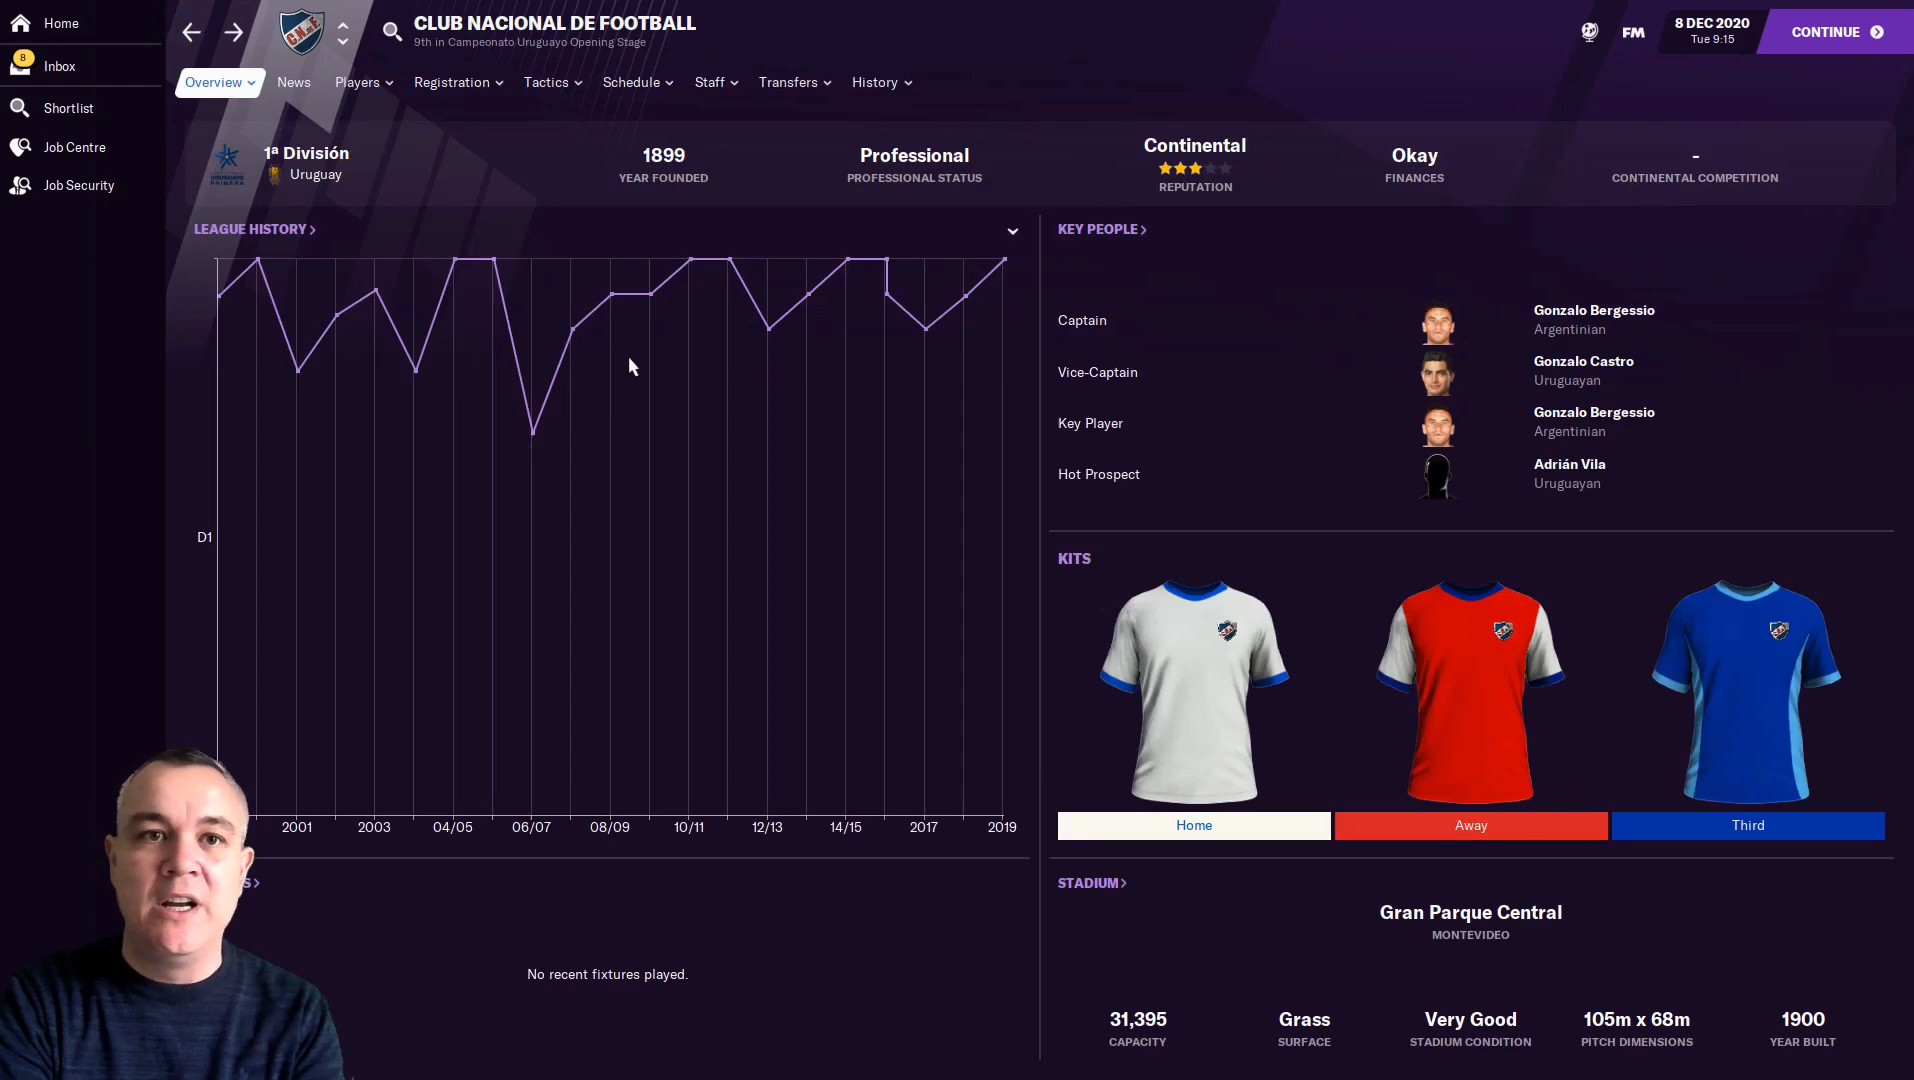 Home
8
Inbox
Shortlist
Job Centre
Job Security
C.N. DE F.
CLUB NACIONAL DE FOOTBALL
9th in Campeonato Uruguayo Opening Stage
FM
8 DEC 2020
Tue 9:15
CONTINUE
Overview
News
Players
Registration
Tactics
Schedule
Staff
Transfers
History
1ª División
Uruguay
1899
YEAR FOUNDED
Professional
PROFESSIONAL STATUS
Continental
REPUTATION
Okay
FINANCES
-
CONTINENTAL COMPETITION
LEAGUE HISTORY
D1
2001
2003
04/05
06/07
08/09
10/11
12/13
14/15
2017
2019
S
No recent fixtures played.
KEY PEOPLE
Captain
Gonzalo Bergessio
Argentinian
Vice-Captain
Gonzalo Castro
Uruguayan
Key Player
Gonzalo Bergessio
Argentinian
Hot Prospect
Adrián Vila
Uruguayan
KITS
Home
Away
Third
STADIUM
Gran Parque Central
MONTEVIDEO
31,395
CAPACITY
Grass
SURFACE
Very Good
STADIUM CONDITION
105m x 68m
PITCH DIMENSIONS
1900
YEAR BUILT